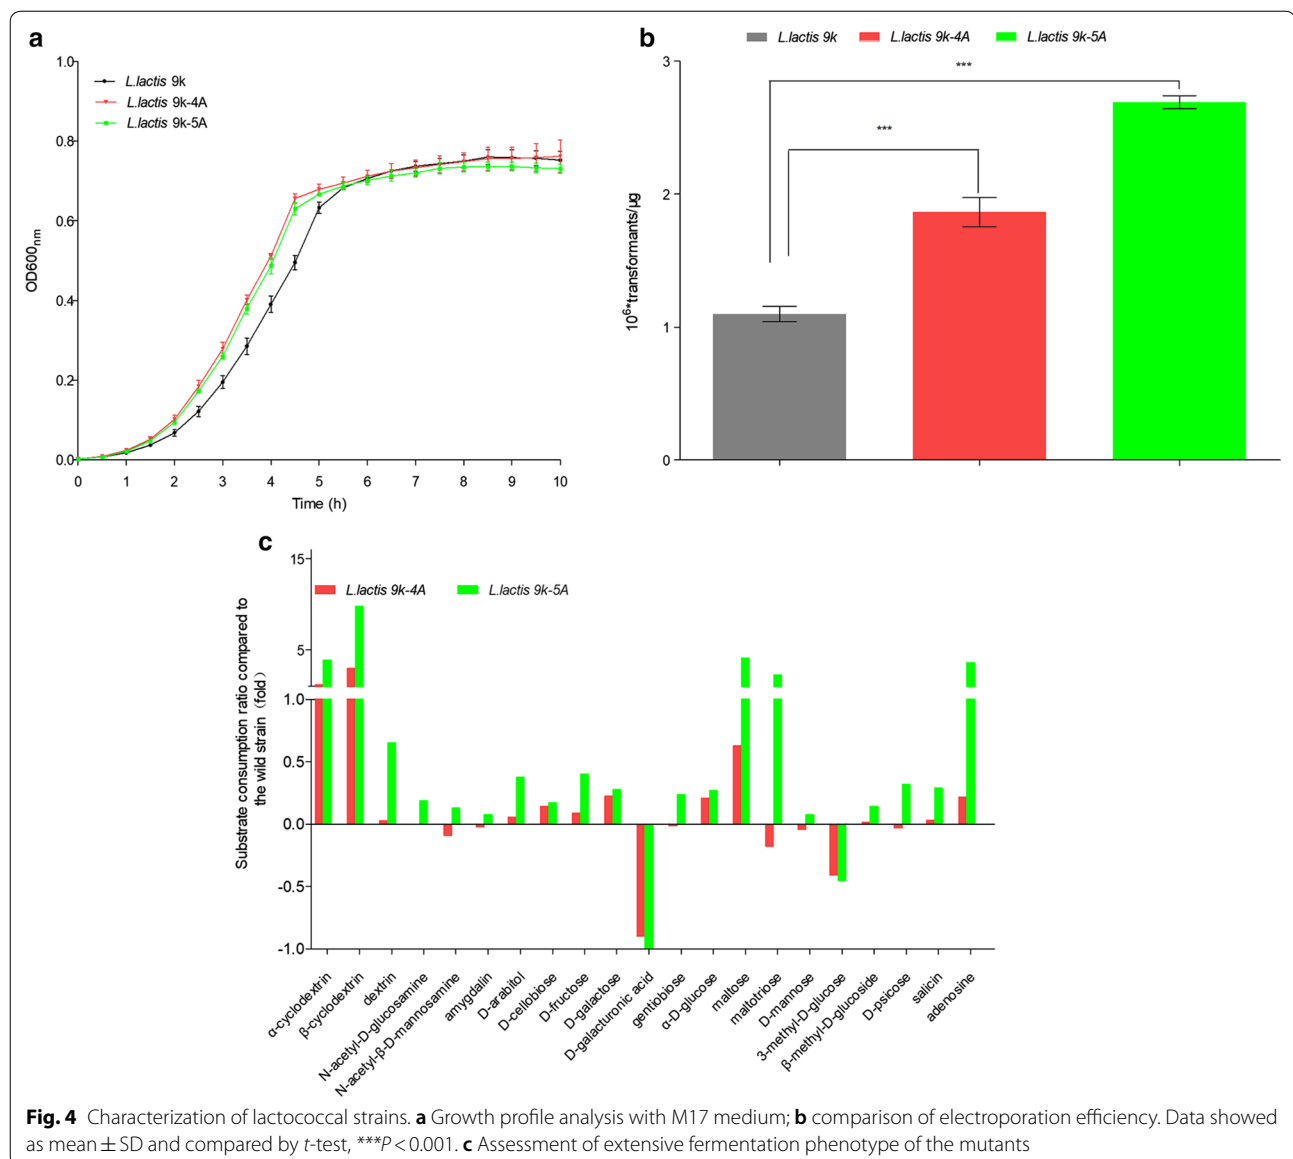 a
L.lactis 9k
L.lactis 9k-4A
L.lactis 9k-5A
OD600nm
1.0
0.8
0.6
0.4
0.2
0.0
0 1 2 3 4 5 6 7 8 9 10
Time (h)
b
L.lactis 9k L.lactis 9k-4A L.lactis 9k-5A
10⁶*transformants/µg
3
2
1
0
***
***
c
L.lactis 9k-4A L.lactis 9k-5A
Substrate consumption ratio compared to
the wild strain（fold）
15
5
1.0
0.5
0.0
-0.5
-1.0
α-cyclodextrin
β-cyclodextrin
dextrin
N-acetyl-D-glucosamine
N-acetyl-β-D-mannosamine
amygdalin
D-arabitol
D-cellobiose
D-fructose
D-galactose
D-galacturonic acid
gentiobiose
α-D-glucose
maltose
maltotriose
D-mannose
3-methyl-D-glucose
β-methyl-D-glucoside
D-psicose
salicin
adenosine
Fig. 4 Characterization of lactococcal strains. a Growth profile analysis with M17 medium; b comparison of electroporation efficiency. Data showed
as mean ± SD and compared by t-test, ***P < 0.001. c Assessment of extensive fermentation phenotype of the mutants